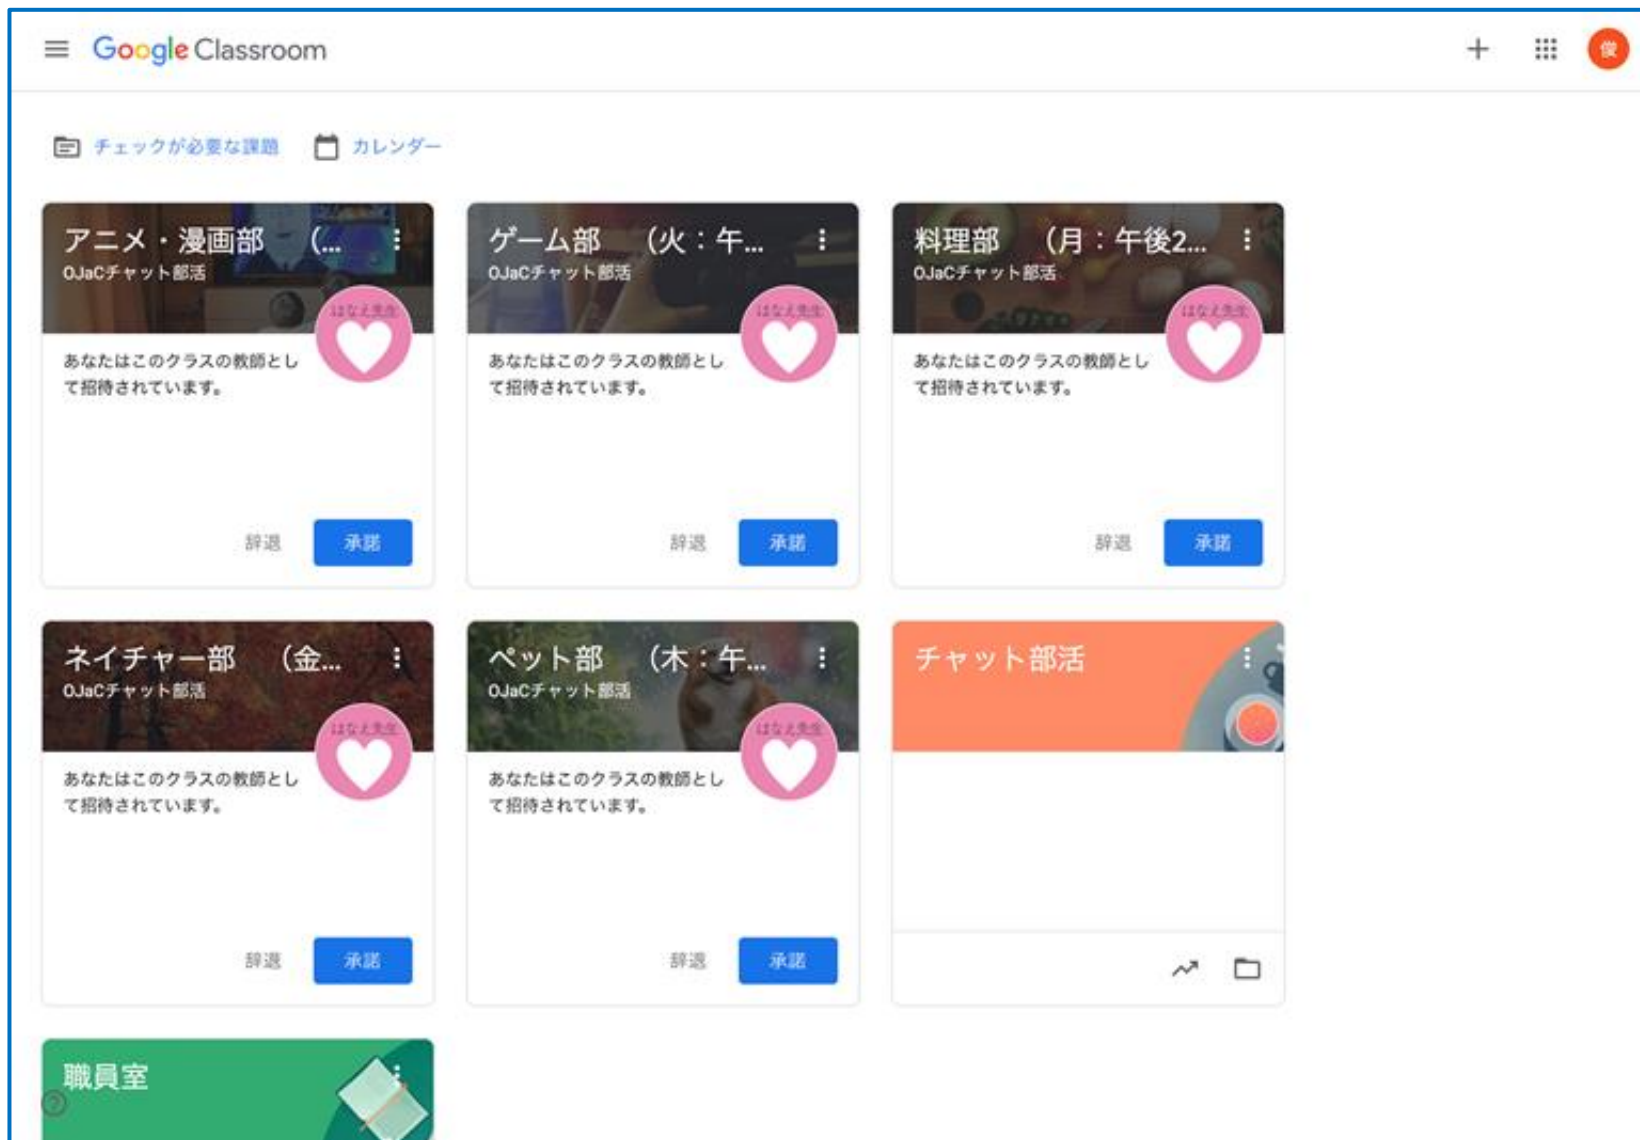 Google Classroom
俊
チェックが必要な課題
カレンダー
アニメ・漫画部 (...
OJaCチャット部活
はなえ先生
あなたはこのクラスの教師とし
て招待されています。
辞退
承諾
ゲーム部 (火：午...
OJaCチャット部活
はなえ先生
あなたはこのクラスの教師とし
て招待されています。
辞退
承諾
料理部 (月：午後2...
OJaCチャット部活
はなえ先生
あなたはこのクラスの教師とし
て招待されています。
辞退
承諾
ネイチャー部 (金...
OJaCチャット部活
はなえ先生
あなたはこのクラスの教師とし
て招待されています。
辞退
承諾
ペット部 (木：午...
OJaCチャット部活
はなえ先生
あなたはこのクラスの教師とし
て招待されています。
辞退
承諾
チャット部活
職員室